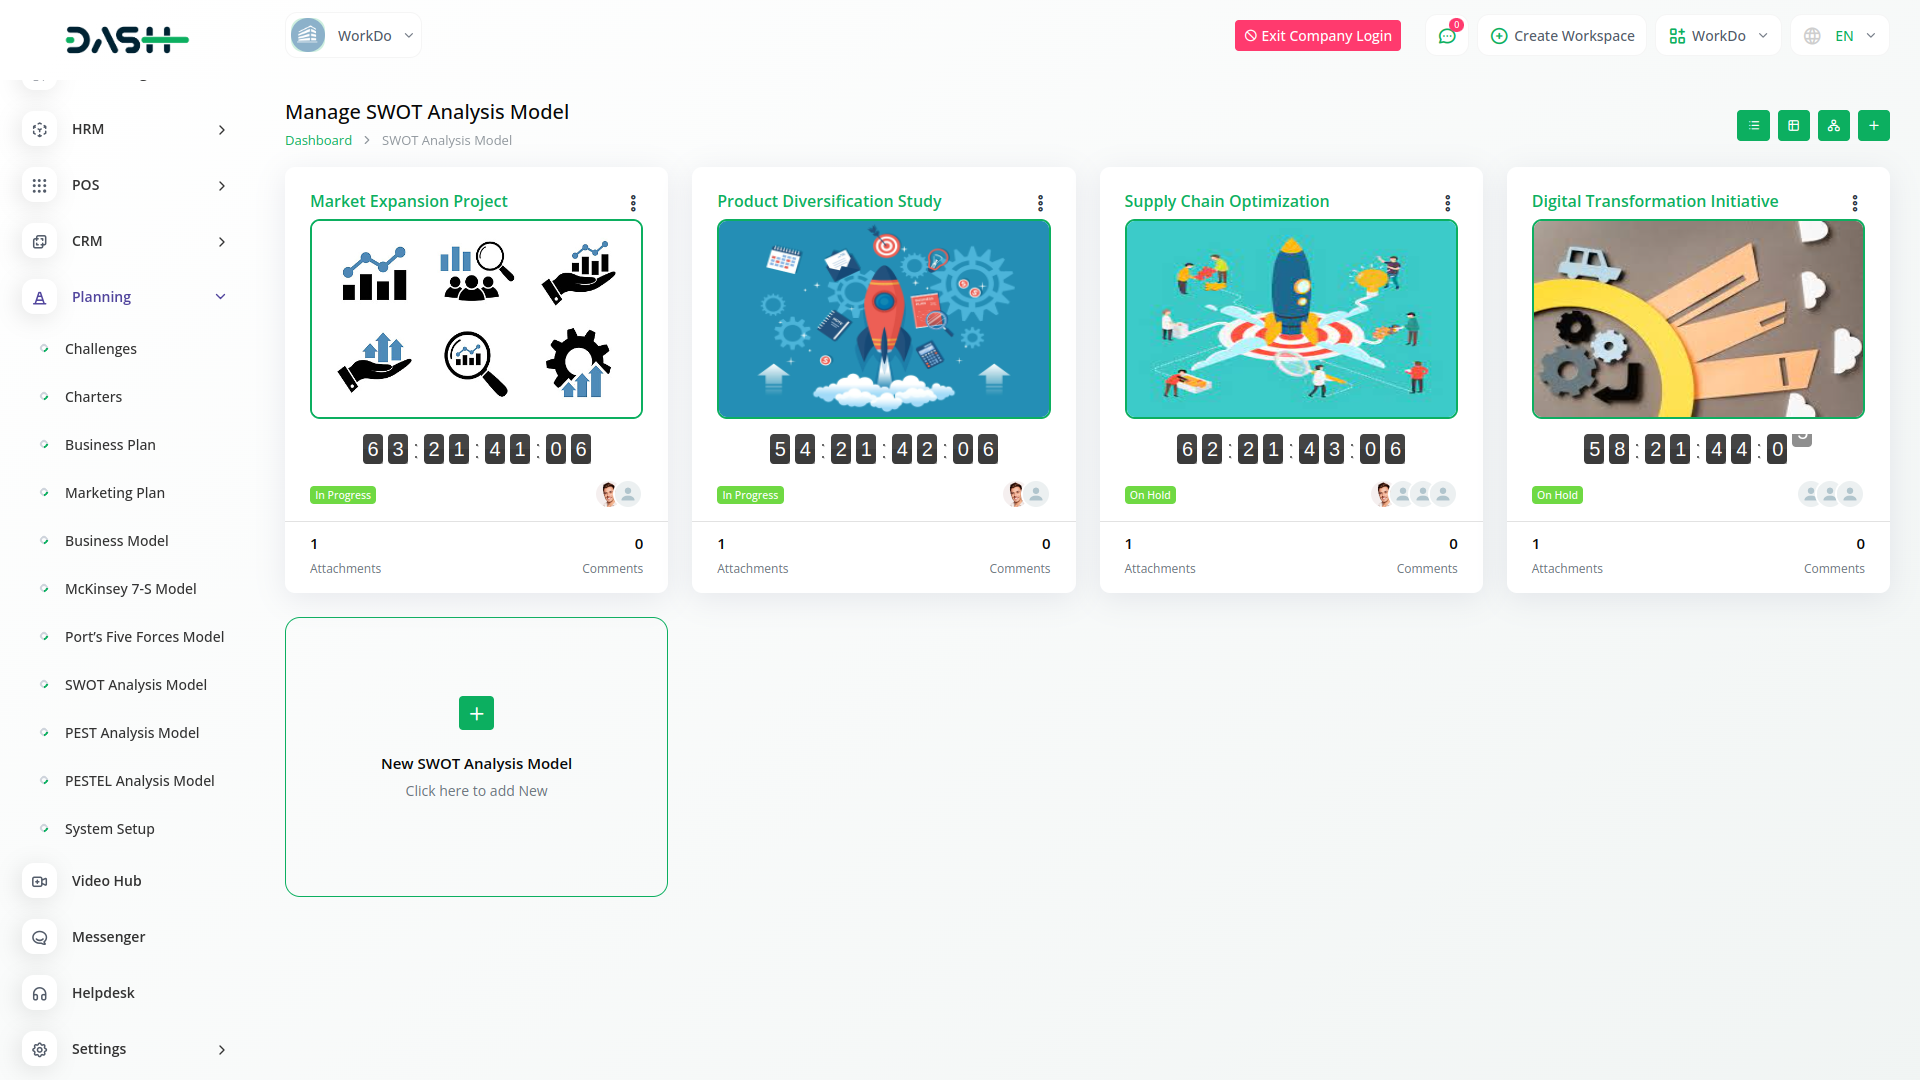 DASH
WorkDo
Exit Company Login
0
Create Workspace
WorkDo
EN
HRM
POS
CRM
Planning
Challenges
Charters
Business Plan
Marketing Plan
Business Model
McKinsey 7-S Model
Port’s Five Forces Model
SWOT Analysis Model
PEST Analysis Model
PESTEL Analysis Model
System Setup
Video Hub
Messenger
Helpdesk
Settings
Manage SWOT Analysis Model
Dashboard > SWOT Analysis Model
Market Expansion Project
63:21:41:06
In Progress
1
0
Attachments
Comments
Product Diversification Study
54:21:42:06
In Progress
1
0
Attachments
Comments
Supply Chain Optimization
62:21:43:06
On Hold
1
0
Attachments
Comments
Digital Transformation Initiative
58:21:44:0
On Hold
1
0
Attachments
Comments
New SWOT Analysis Model
Click here to add New